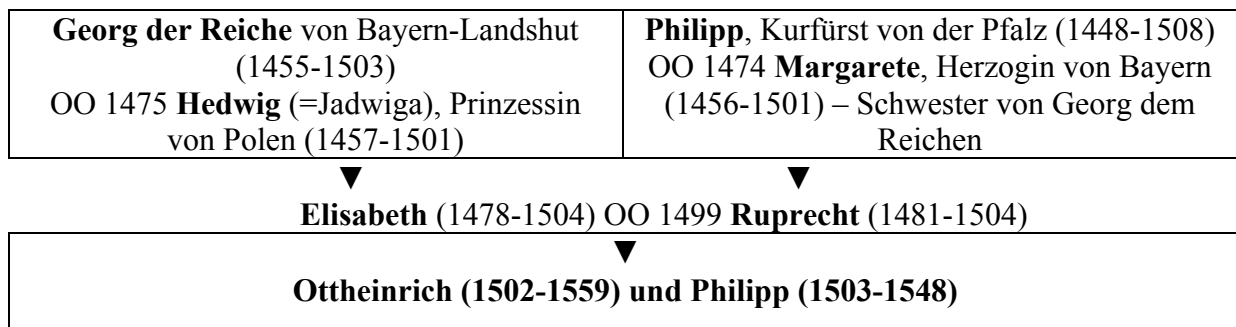 Georg der Reiche von Bayern-Landshut
(1455-1503)
OO 1475 Hedwig (=Jadwiga), Prinzessin
von Polen (1457-1501)
Philipp, Kurfürst von der Pfalz (1448-1508)
OO 1474 Margarete, Herzogin von Bayern
(1456-1501) – Schwester von Georg dem
Reichen
▼ ▼
Elisabeth (1478-1504) OO 1499 Ruprecht (1481-1504)
▼
Ottheinrich (1502-1559) und Philipp (1503-1548)